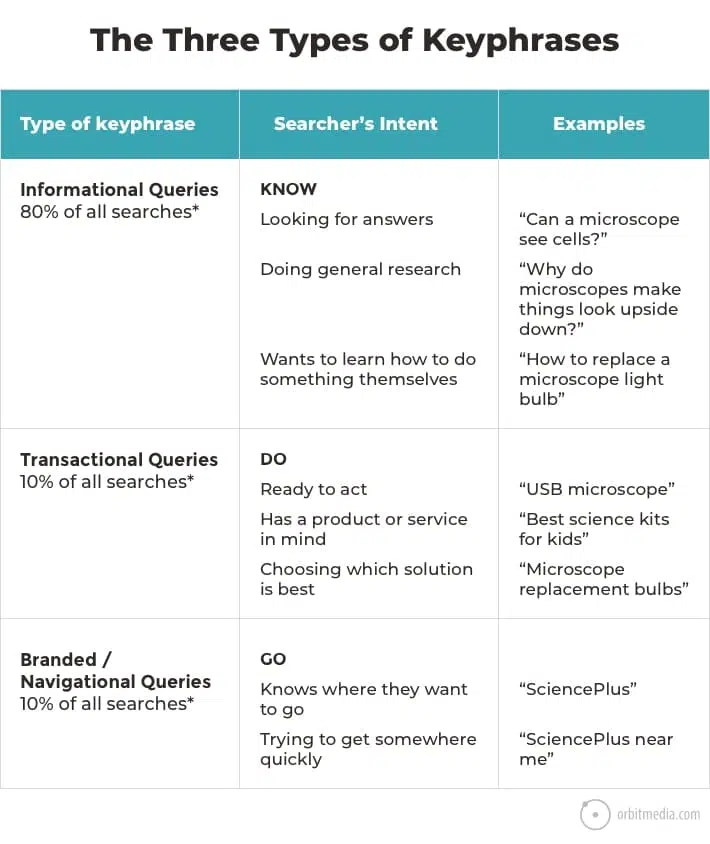 The Three Types of Keyphrases
Type of keyphrase
Searcher’s Intent
Examples
Informational Queries
80% of all searches*
KNOW
Looking for answers
“Can a microscope
see cells?”
Doing general research
“Why do
microscopes make
things look upside
down?”
Wants to learn how to do
something themselves
“How to replace a
microscope light
bulb”
Transactional Queries
10% of all searches*
DO
Ready to act
“USB microscope”
Has a product or service
in mind
“Best science kits
for kids”
Choosing which solution
is best
“Microscope
replacement bulbs”
Branded /
Navigational Queries
10% of all searches*
GO
Knows where they want
to go
“SciencePlus”
Trying to get somewhere
quickly
“SciencePlus near
me”
orbitmedia.com